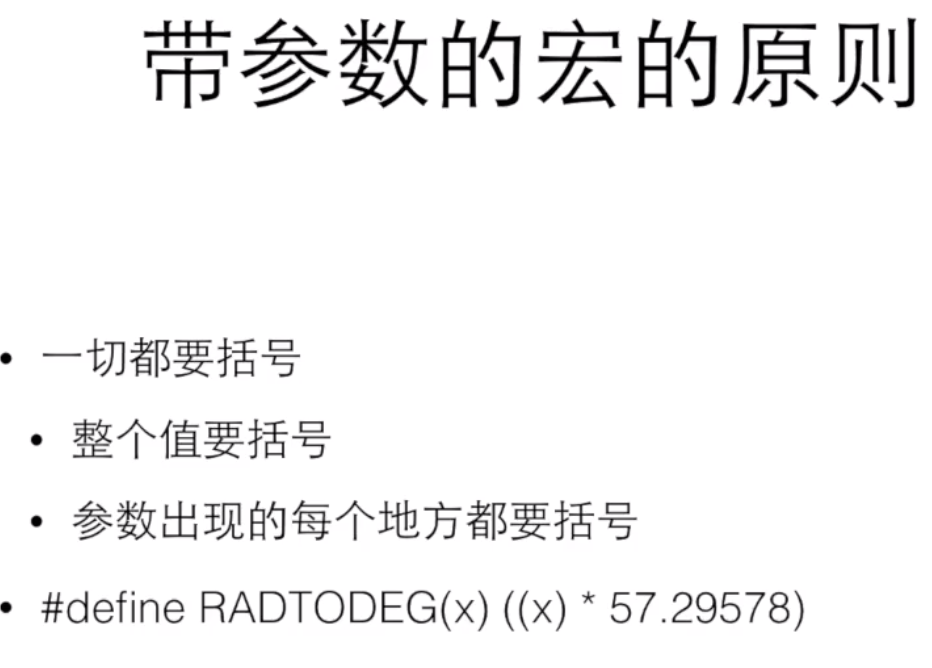 带参数的宏的原则
• 一切都要括号
• 整个值要括号
• 参数出现的每个地方都要括号
• #define RADTODEG(x) ((x) * 57.29578)